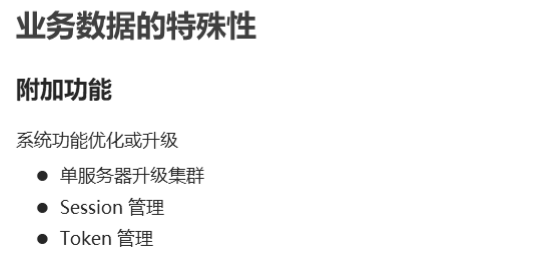 业务数据的特殊性
附加功能
系统功能优化或升级
● 单服务器升级集群
● Session 管理
● Token 管理